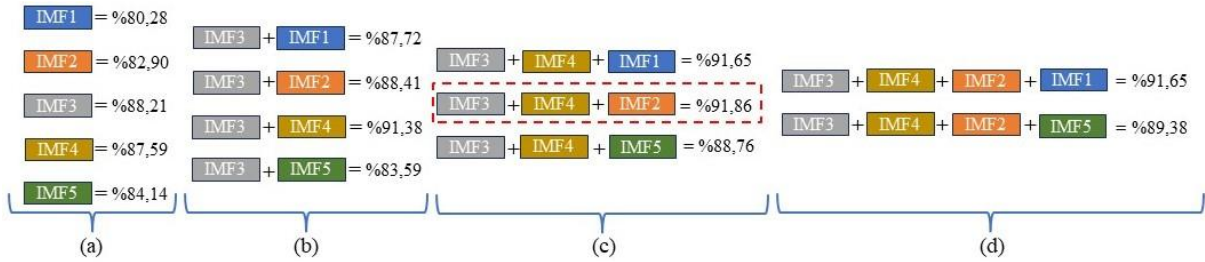 IMF1 = %80,28
IMF2 = %82,90
IMF3 = %88,21
IMF4 = %87,59
IMF5 = %84,14
(a)
IMF3 + IMF1 = %87,72
IMF3 + IMF2 = %88,41
IMF3 + IMF4 = %91,38
IMF3 + IMF5 = %83,59
(b)
IMF3 + IMF4 + IMF1 = %91,65
IMF3 + IMF4 + IMF2 = %91,86
IMF3 + IMF4 + IMF5 = %88,76
(c)
IMF3 + IMF4 + IMF2 + IMF1 = %91,65
IMF3 + IMF4 + IMF2 + IMF5 = %89,38
(d)